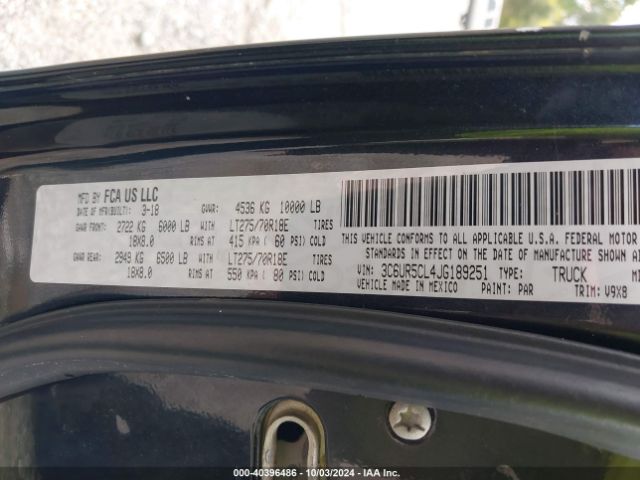 MFG BY FCA US LLC
DATE OF MFR(BUILT): 3-18 GVWR: 4536 KG 10000 LB
GAWR FRONT: 2722 KG 6000 LB WITH LT275/70R18E TIRES
18X8.0 RIMS AT 415 KPA ( 60 PSI) COLD
GAWR REAR: 2949 KG 6500 LB WITH LT275/70R18E TIRES
18X8.0 RIMS AT 550 KPA ( 80 PSI) COLD
THIS VEHICLE CONFORMS TO ALL APPLICABLE U.S.A. FEDERAL MOTOR
STANDARDS IN EFFECT ON THE DATE OF MANUFACTURE SHOWN
VIN: 3C6UR5CL4JG189251 TYPE: TRUCK
VEHICLE MADE IN MEXICO PAINT: PAR TRIM: V9X8
000-40396486 - 10/03/2024 - IAA Inc.